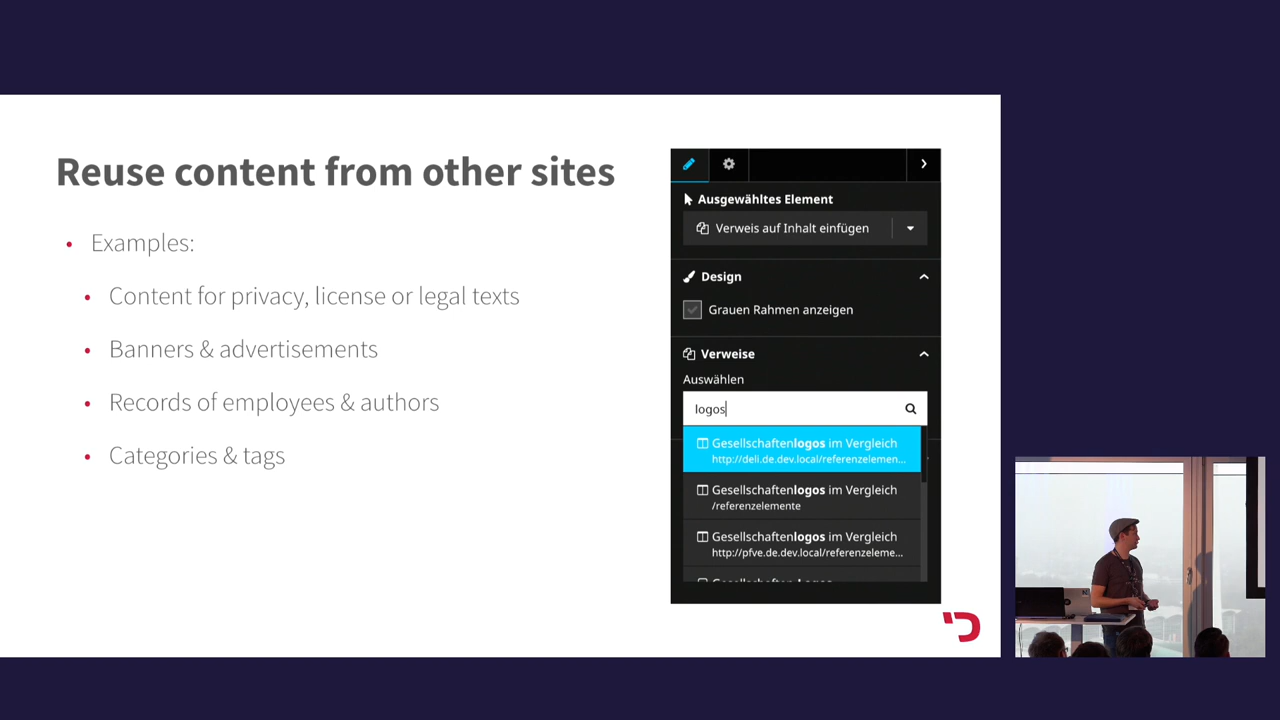 Reuse content from other sites
• Examples:
• Content for privacy, license or legal texts
• Banners & advertisements
• Records of employees & authors
• Categories & tags
Ausgewähltes Element
Verweis auf Inhalt einfügen
Design
Grauen Rahmen anzeigen
Verweise
Auswählen
logos
Gesellschaftenlogos im Vergleich
http://deli.de.dev.local/referenzelemen...
Gesellschaftenlogos im Vergleich
/referenzelemente
Gesellschaftenlogos im Vergleich
http://pfve.de.dev.local/referenzeleme...